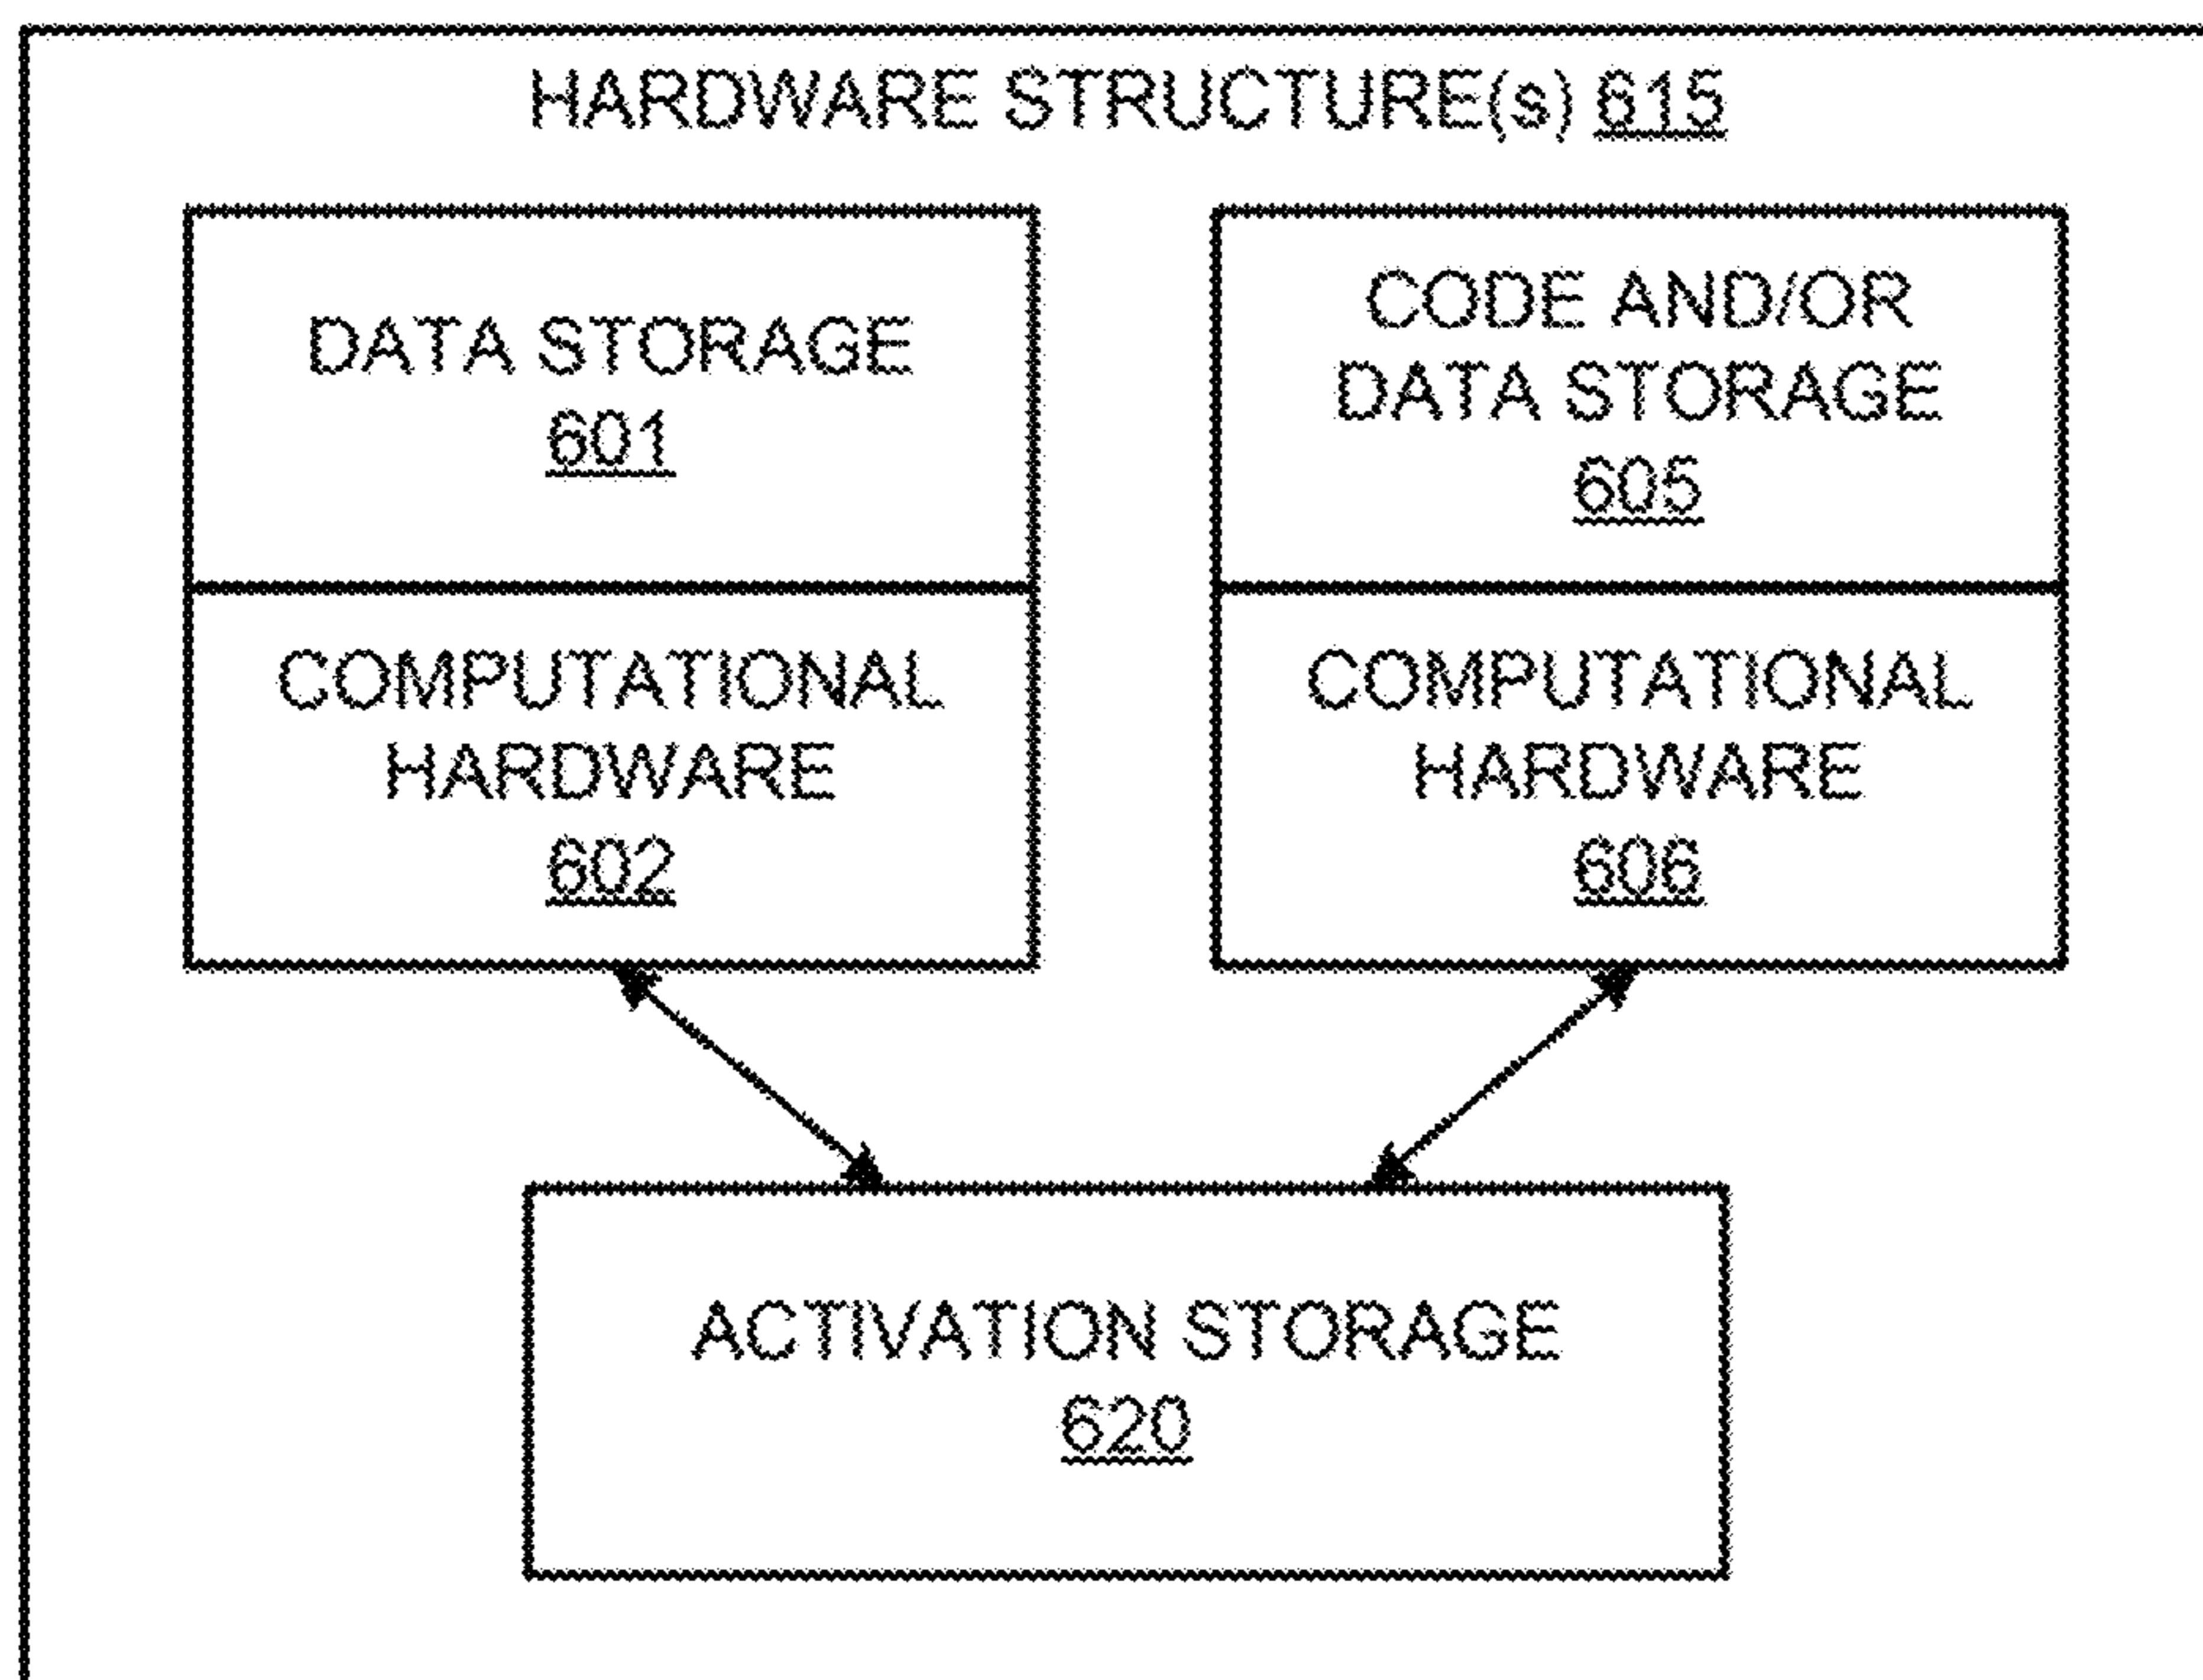 HARDWARE STRUCTURE(s) 615
DATA STORAGE
601
CODE AND/OR
DATA STORAGE
605
COMPUTATIONAL
HARDWARE
602
COMPUTATIONAL
HARDWARE
606
ACTIVATION STORAGE
620